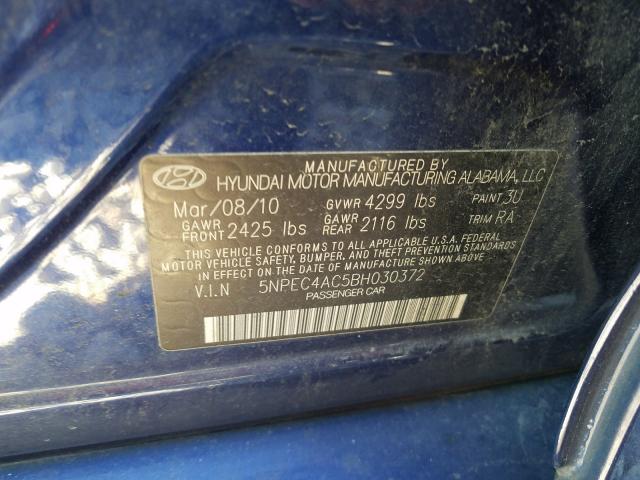 MANUFACTURED BY
HYUNDAI MOTOR MANUFACTURING ALABAMA, LLC
Mar/08/10 GVWR 4299 lbs PAINT 3U
GAWR FRONT 2425 lbs GAWR REAR 2116 lbs TRIM RA
THIS VEHICLE CONFORMS TO ALL APPLICABLE U.S.A. FEDERAL
MOTOR VEHICLE SAFETY, BUMPER, AND THEFT PREVENTION STANDARDS
IN EFFECT ON THE DATE OF MANUFACTURE SHOWN ABOVE.
V.I.N 5NPEC4AC5BH030372
PASSENGER CAR